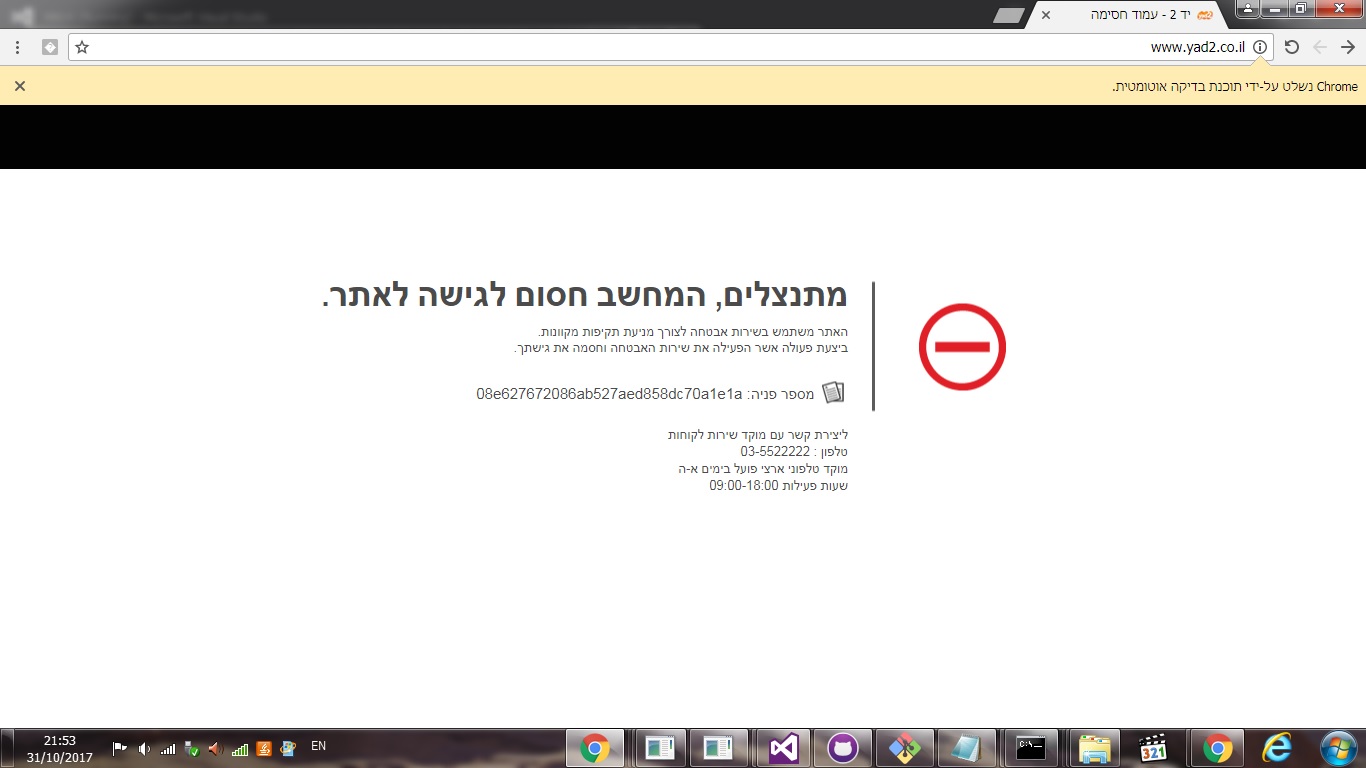 יד 2 - עמוד חסימה
www.yad2.co.il
Chrome נשלט על-ידי תוכנת בדיקה אוטומטית.
מתנצלים, המחשב חסום לגישה לאתר.
האתר משתמש בשירות אבטחה לצורך מניעת תקיפות מקוונות.
ביצעת פעולה אשר הפעילה את שירות האבטחה וחסמה את גישתך.
מספר פניה: 08e627672086ab527aed858dc70a1e1a
ליצירת קשר עם מוקד שירות לקוחות
טלפון : 03-5522222
מוקד טלפוני ארצי פועל בימים א-ה
שעות פעילות 09:00-18:00
21:53
31/10/2017
EN
C:\_
321